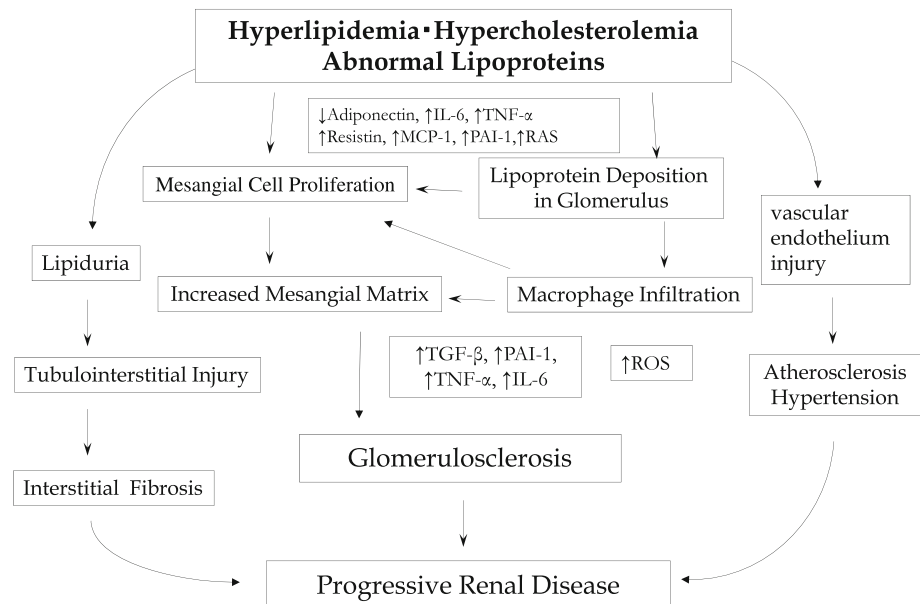 Hyperlipidemia･Hypercholesterolemia
Abnormal Lipoproteins
↓Adiponectin, ↑IL-6, ↑TNF-α
↑Resistin, ↑MCP-1, ↑PAI-1,↑RAS
Mesangial Cell Proliferation
Lipoprotein Deposition
in Glomerulus
vascular
endothelium
injury
Lipiduria
Increased Mesangial Matrix
Macrophage Infiltration
↑TGF-β, ↑PAI-1,
↑TNF-α, ↑IL-6
↑ROS
Tubulointerstitial Injury
Atherosclerosis
Hypertension
Glomerulosclerosis
Interstitial Fibrosis
Progressive Renal Disease